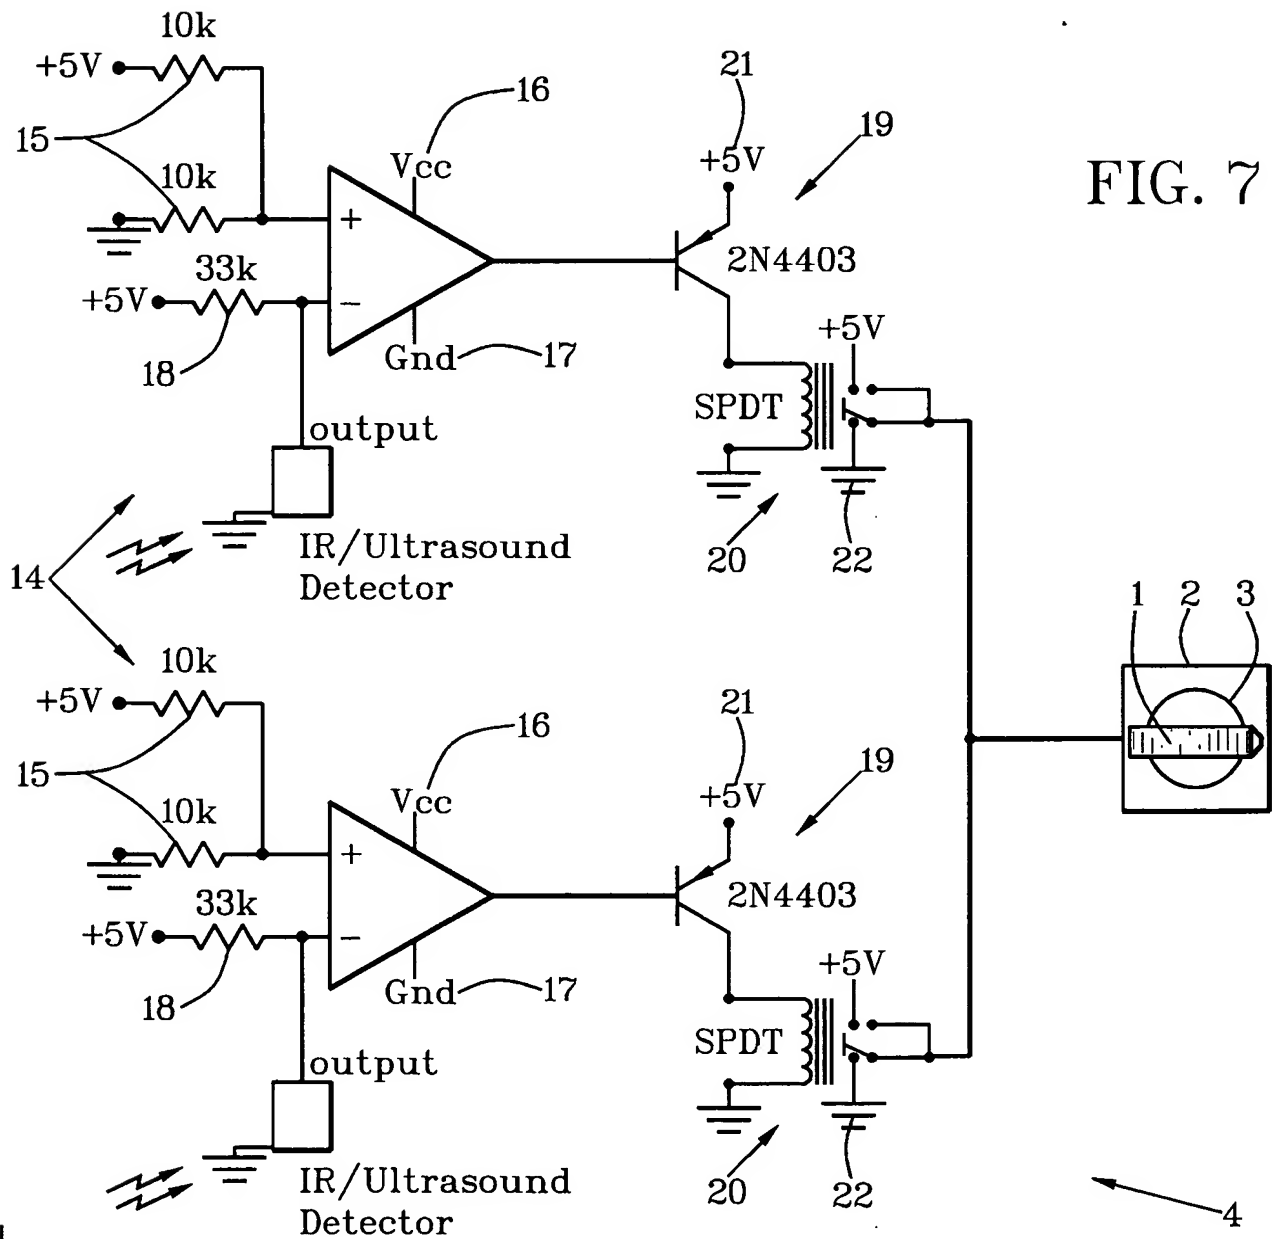 10k
+5V
15
10k
33k
+5V
18
16
Vcc
+
−
Gnd
17
output
IR/Ultrasound
Detector
21
+5V
19
2N4403
SPDT
+5V
20
22
FIG. 7
14
10k
+5V
15
10k
33k
+5V
18
16
Vcc
+
−
Gnd
17
output
IR/Ultrasound
Detector
21
+5V
19
2N4403
SPDT
+5V
20
22
1
2
3
4